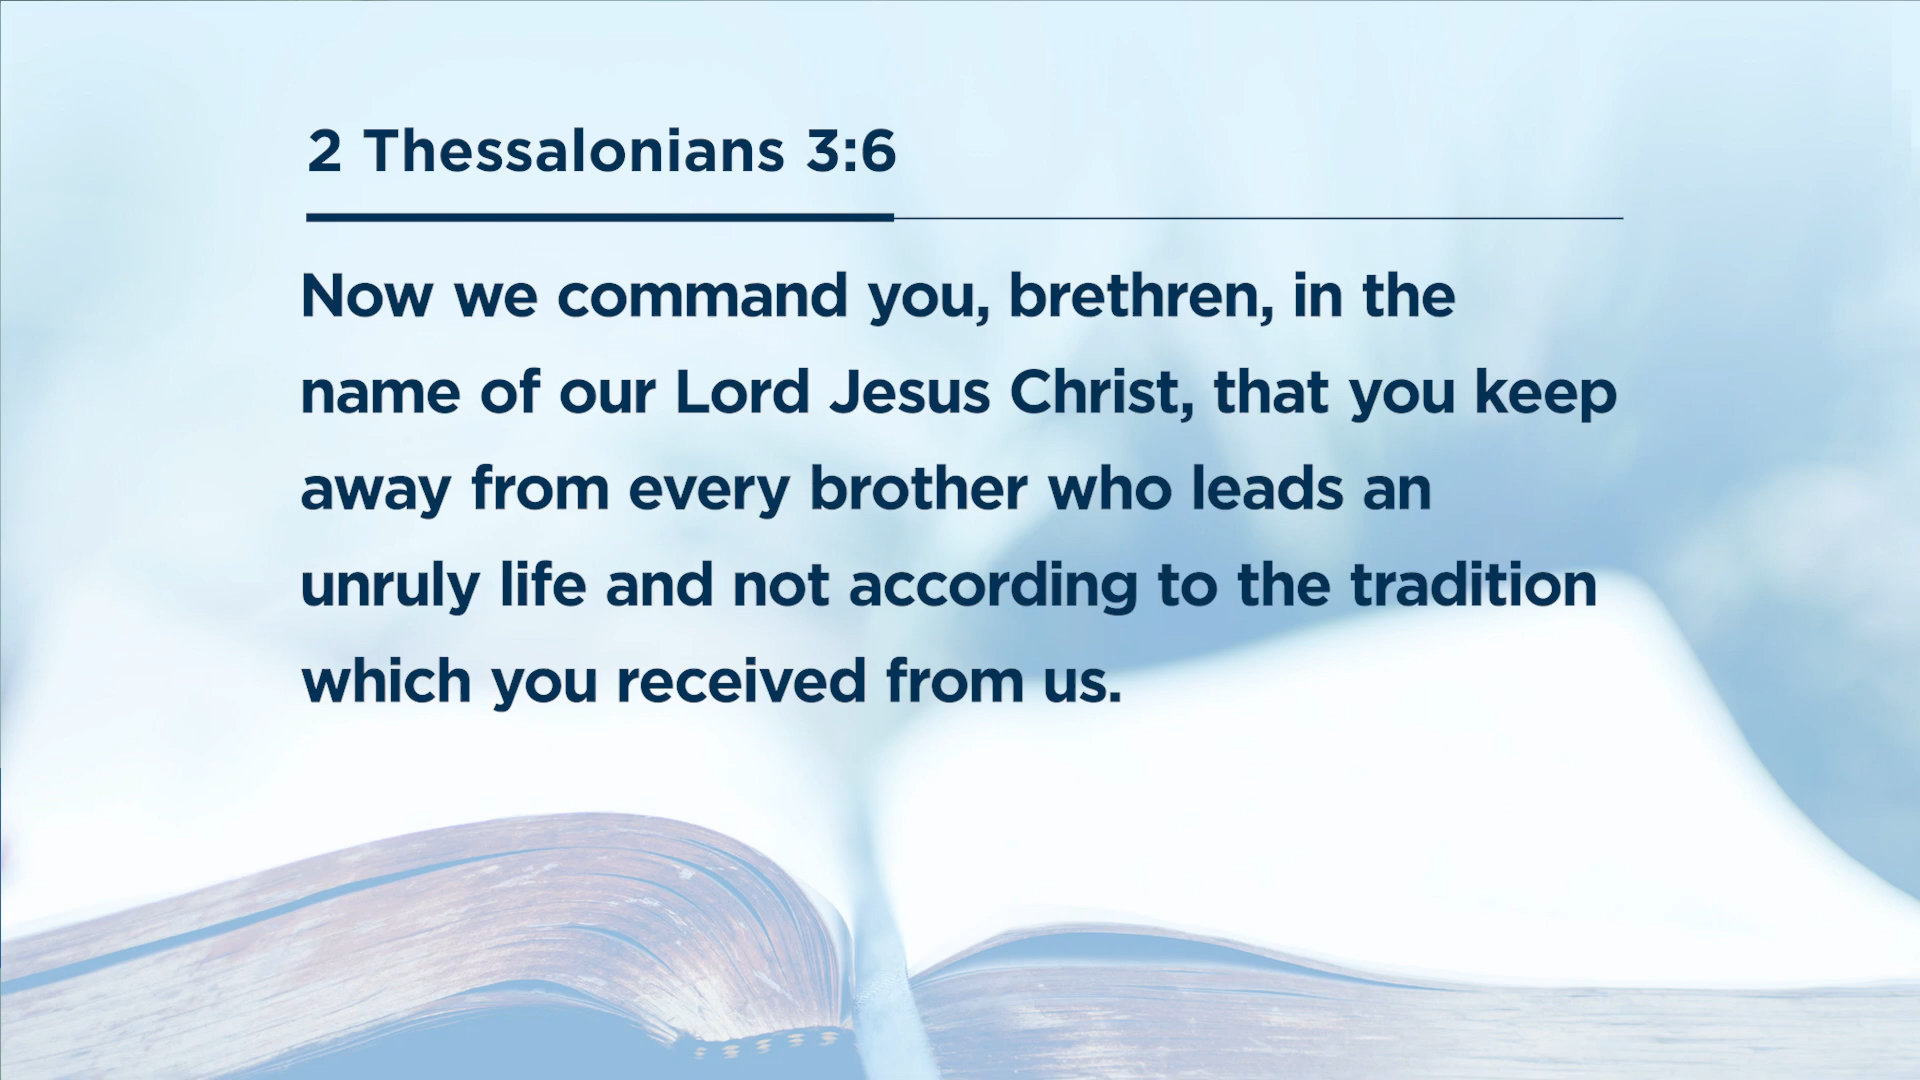 2 Thessalonians 3:6
Now we command you, brethren, in the
name of our Lord Jesus Christ, that you keep
away from every brother who leads an
unruly life and not according to the tradition
which you received from us.